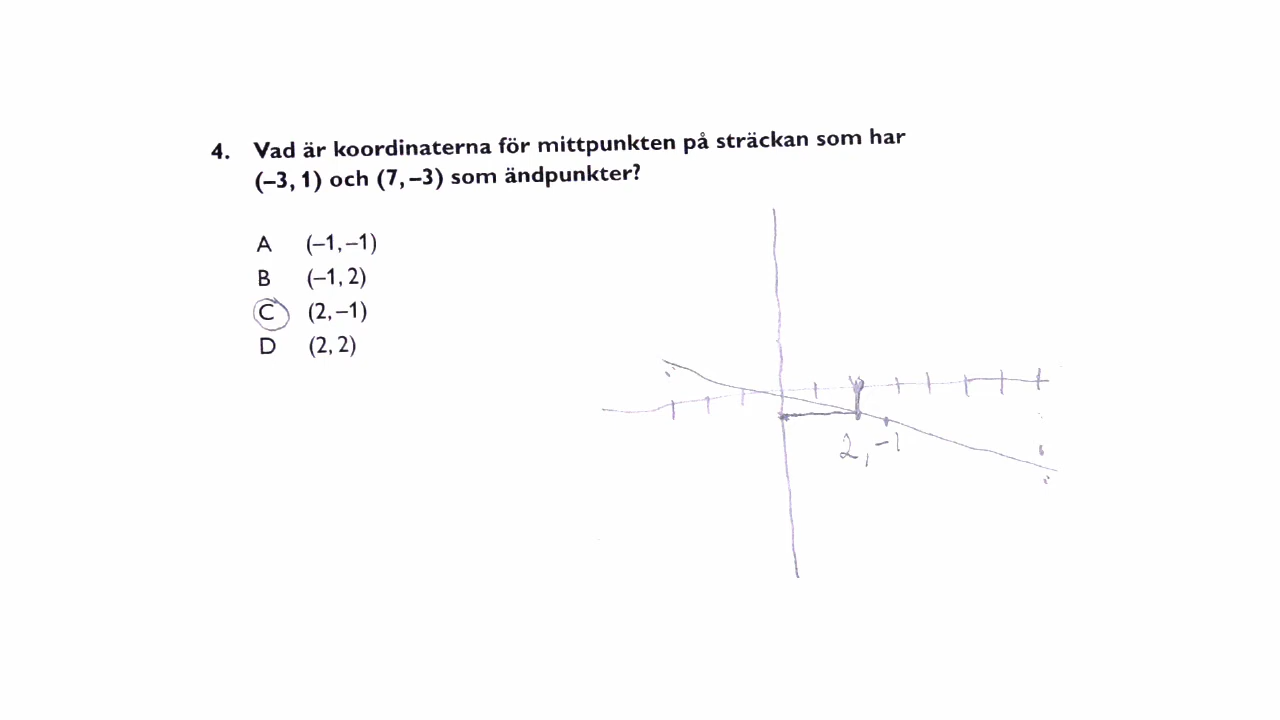 4. Vad är koordinaterna för mittpunkten på sträckan som har
(–3, 1) och (7, –3) som ändpunkter?
A (–1, –1)
B (–1, 2)
C (2, –1)
D (2, 2)
2, -1